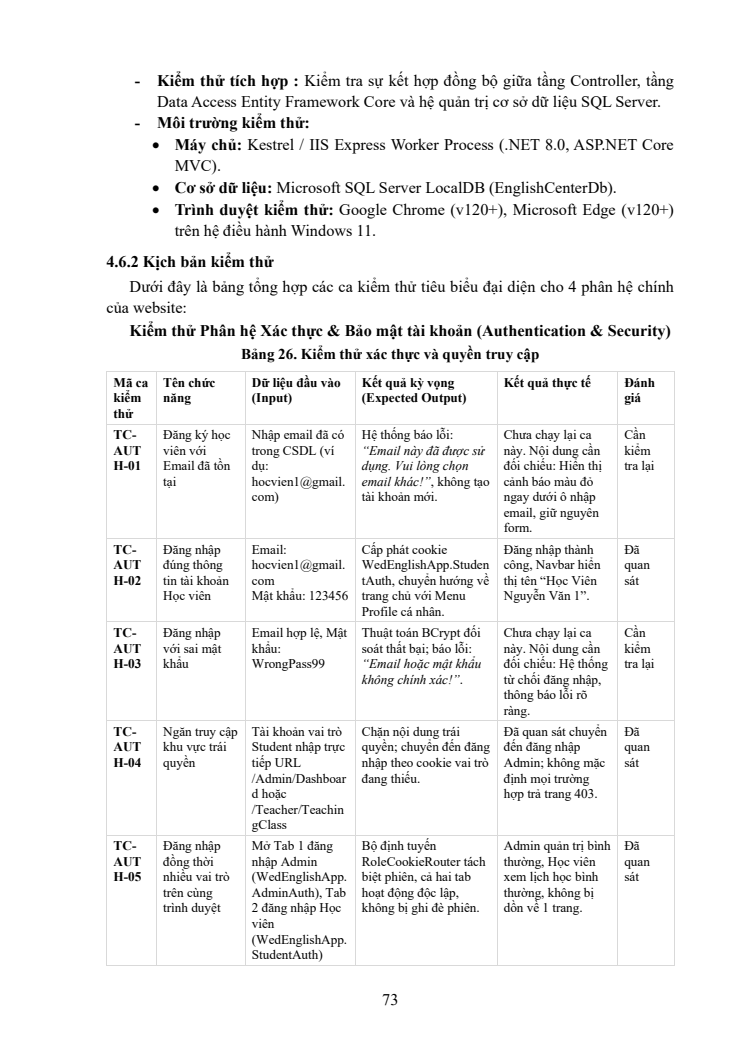 - Kiểm thử tích hợp : Kiểm tra sự kết hợp đồng bộ giữa tầng Controller, tầng
Data Access Entity Framework Core và hệ quản trị cơ sở dữ liệu SQL Server.
- Môi trường kiểm thử:
• Máy chủ: Kestrel / IIS Express Worker Process (.NET 8.0, ASP.NET Core
MVC).
• Cơ sở dữ liệu: Microsoft SQL Server LocalDB (EnglishCenterDb).
• Trình duyệt kiểm thử: Google Chrome (v120+), Microsoft Edge (v120+)
trên hệ điều hành Windows 11.
4.6.2 Kịch bản kiểm thử
Dưới đây là bảng tổng hợp các ca kiểm thử tiêu biểu đại diện cho 4 phân hệ chính
của website:
Kiểm thử Phân hệ Xác thực & Bảo mật tài khoản (Authentication & Security)
Bảng 26. Kiểm thử xác thực và quyền truy cập
Mã ca
kiểm
thử
Tên chức
năng
Dữ liệu đầu vào
(Input)
Kết quả kỳ vọng
(Expected Output)
Kết quả thực tế
Đánh
giá
TC-
AUT
H-01
Đăng ký học
viên với
Email đã tồn
tại
Nhập email đã có
trong CSDL (ví
dụ:
hocvien1@gmail.
com)
Hệ thống báo lỗi:
“Email này đã được sử
dụng. Vui lòng chọn
email khác!”, không tạo
tài khoản mới.
Chưa chạy lại ca
này. Nội dung cần
đối chiếu: Hiển thị
cảnh báo màu đỏ
ngay dưới ô nhập
email, giữ nguyên
form.
Cần
kiểm
tra lại
TC-
AUT
H-02
Đăng nhập
đúng thông
tin tài khoản
Học viên
Email:
hocvien1@gmail.
com
Mật khẩu: 123456
Cấp phát cookie
WedEnglishApp.Studen
tAuth, chuyển hướng về
trang chủ với Menu
Profile cá nhân.
Đăng nhập thành
công, Navbar hiển
thị tên “Học Viên
Nguyễn Văn 1”.
Đã
quan
sát
TC-
AUT
H-03
Đăng nhập
với sai mật
khẩu
Email hợp lệ, Mật
khẩu:
WrongPass99
Thuật toán BCrypt đối
soát thất bại; báo lỗi:
“Email hoặc mật khẩu
không chính xác!”.
Chưa chạy lại ca
này. Nội dung cần
đối chiếu: Hệ thống
từ chối đăng nhập,
thông báo lỗi rõ
ràng.
Cần
kiểm
tra lại
TC-
AUT
H-04
Ngăn truy cập
khu vực trái
quyền
Tài khoản vai trò
Student nhập trực
tiếp URL
/Admin/Dashboar
d hoặc
/Teacher/Teachin
gClass
Chặn nội dung trái
quyền; chuyển đến đăng
nhập theo cookie vai trò
đang thiếu.
Đã quan sát chuyển
đến đăng nhập
Admin; không mặc
định mọi trường
hợp trả trang 403.
Đã
quan
sát
TC-
AUT
H-05
Đăng nhập
đồng thời
nhiều vai trò
trên cùng
trình duyệt
Mở Tab 1 đăng
nhập Admin
(WedEnglishApp.
AdminAuth), Tab
2 đăng nhập Học
viên
(WedEnglishApp.
StudentAuth)
Bộ định tuyến
RoleCookieRouter tách
biệt phiên, cả hai tab
hoạt động độc lập,
không bị ghi đè phiên.
Admin quản trị bình
thường, Học viên
xem lịch học bình
thường, không bị
dồn về 1 trang.
Đã
quan
sát
73